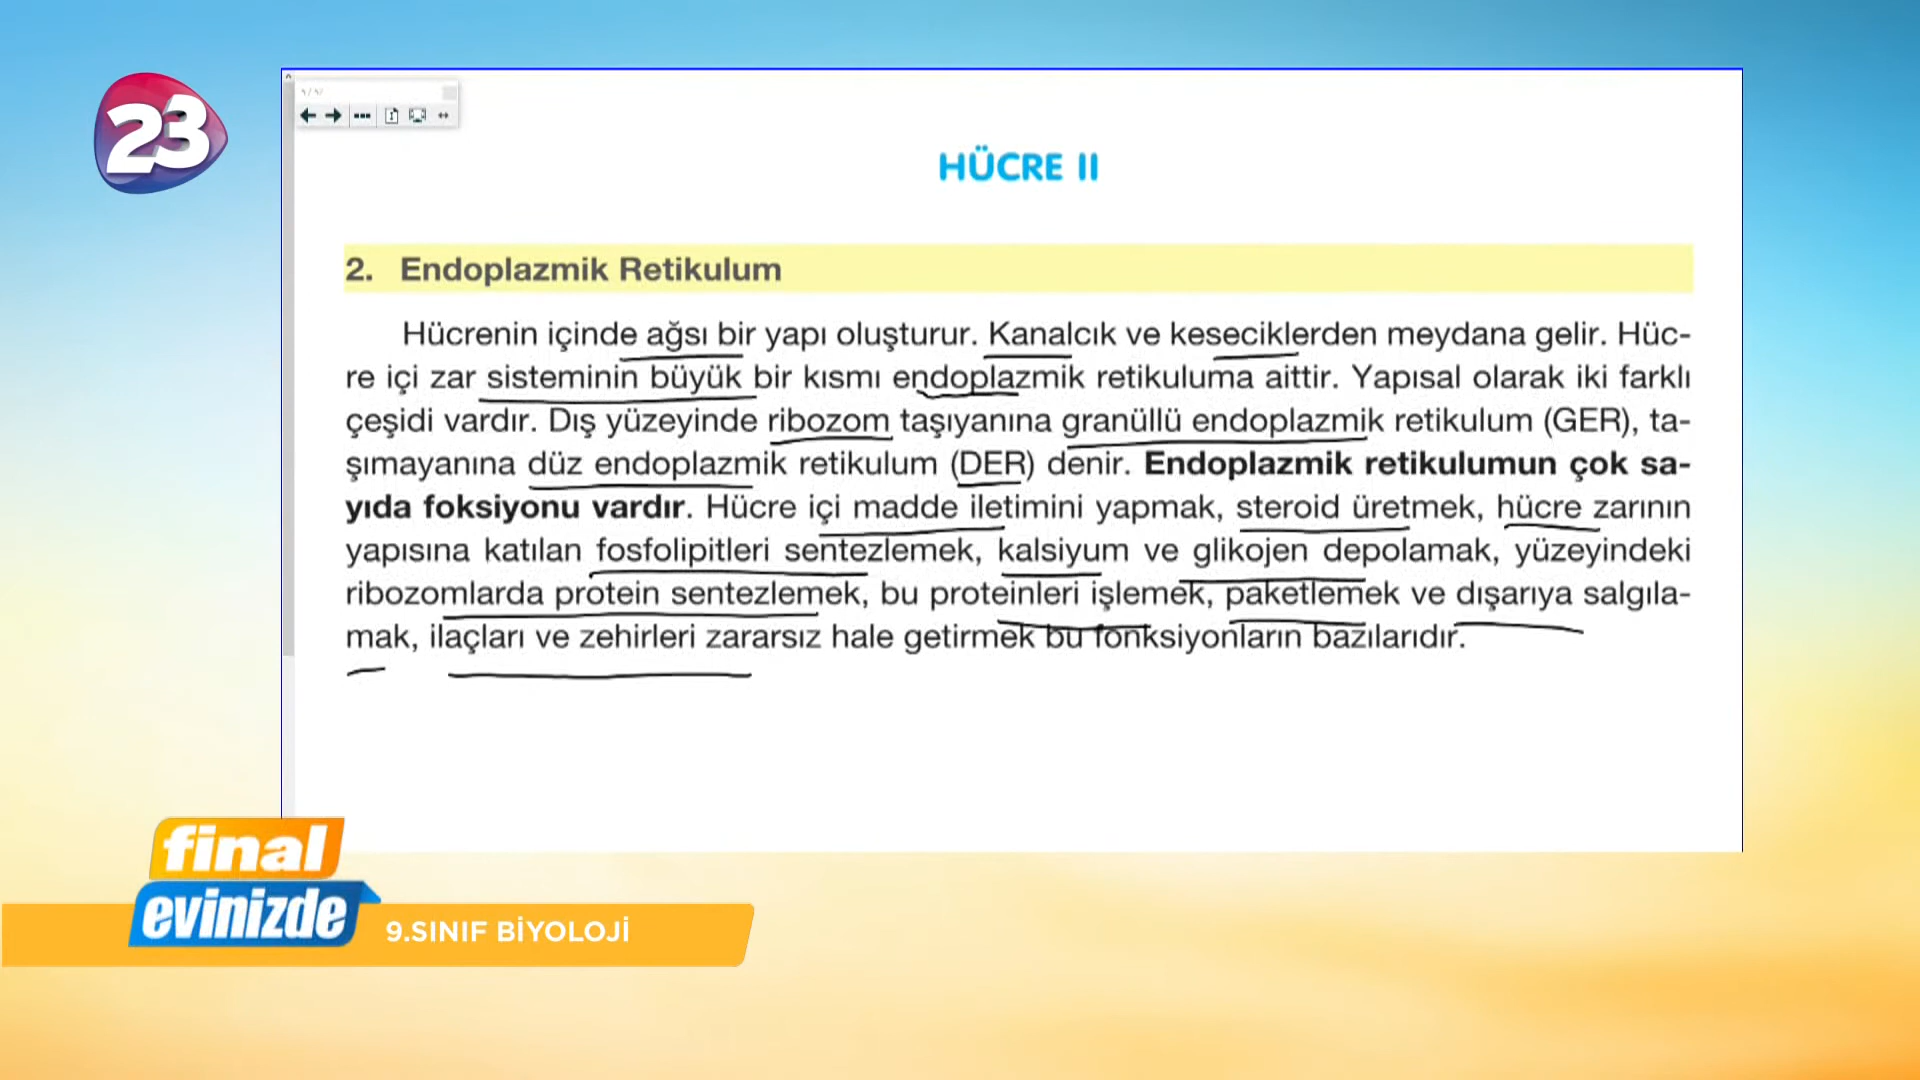 23
HÜCRE II
2. Endoplazmik Retikulum
Hücrenin içinde ağsı bir yapı oluşturur. Kanalcık ve keseciklerden meydana gelir. Hüc-
re içi zar sisteminin büyük bir kısmı endoplazmik retikuluma aittir. Yapısal olarak iki farklı
çeşidi vardır. Dış yüzeyinde ribozom taşıyanına granüllü endoplazmik retikulum (GER), ta-
şımayanına düz endoplazmik retikulum (DER) denir. Endoplazmik retikulumun çok sa-
yıda foksiyonu vardır. Hücre içi madde iletimini yapmak, steroid üretmek, hücre zarının
yapısına katılan fosfolipitleri sentezlemek, kalsiyum ve glikojen depolamak, yüzeyindeki
ribozomlarda protein sentezlemek, bu proteinleri işlemek, paketlemek ve dışarıya salgıla-
mak, ilaçları ve zehirleri zararsız hale getirmek bu fonksiyonların bazılarıdır.
final
evinizde
9.SINIF BİYOLOJİ